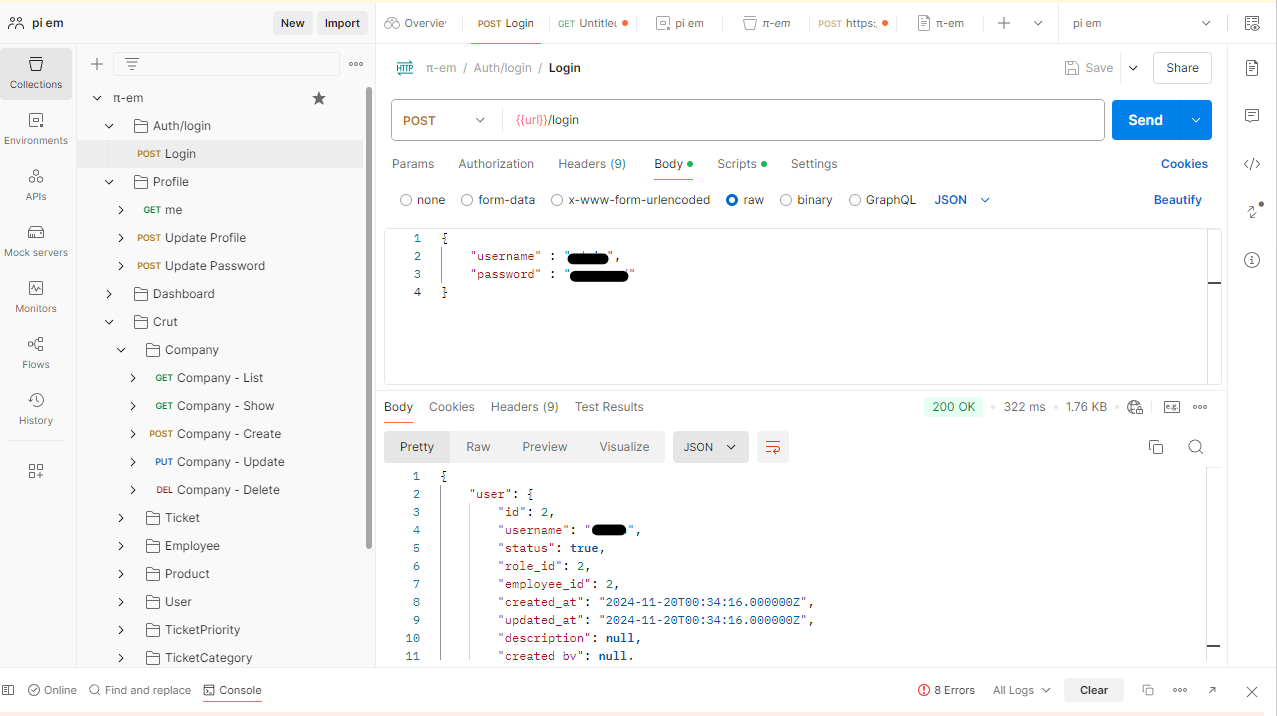 pi em
New
Import
Overvie
POST Login
GET Untitle
pi em
π-em
POST https:
π-em
pi em
Collections
Environments
APIs
Mock servers
Monitors
Flows
History
π-em
Auth/login
POST Login
Profile
GET me
POST Update Profile
POST Update Password
Dashboard
Crut
Company
GET Company - List
GET Company - Show
POST Company - Create
PUT Company - Update
DEL Company - Delete
Ticket
Employee
Product
User
TicketPriority
TicketCategory
HTTP π-em / Auth/login / Login
Save
Share
POST {{url}}/login
Send
Params Authorization Headers (9) Body Scripts Settings
Cookies
none form-data x-www-form-urlencoded raw binary GraphQL JSON
Beautify
1 {
2 "username" : "",
3 "password" : ""
4 }
Body Cookies Headers (9) Test Results
200 OK 322 ms 1.76 KB e.g.
Pretty Raw Preview Visualize JSON
1 {
2 "user": {
3 "id": 2,
4 "username": "",
5 "status": true,
6 "role_id": 2,
7 "employee_id": 2,
8 "created_at": "2024-11-20T00:34:16.000000Z",
9 "updated_at": "2024-11-20T00:34:16.000000Z",
10 "description": null,
11 "created_by": null,
Online Find and replace Console
8 Errors All Logs Clear